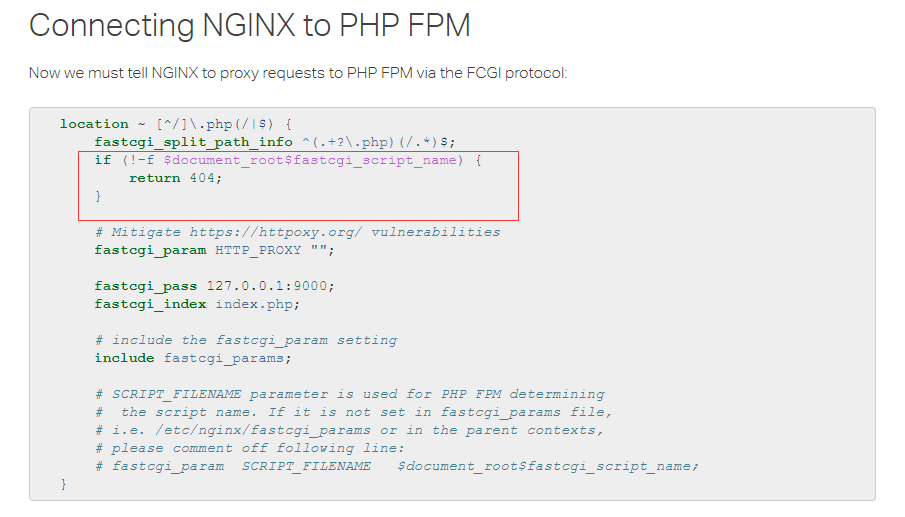 Connecting NGINX to PHP FPM
Now we must tell NGINX to proxy requests to PHP FPM via the FCGI protocol:
location ~ [^/]\.php(/|$) {
fastcgi_split_path_info ^(.+?\.php)(/.*)$;
if (!-f $document_root$fastcgi_script_name) {
return 404;
}
# Mitigate https://httpoxy.org/ vulnerabilities
fastcgi_param HTTP_PROXY "";
fastcgi_pass 127.0.0.1:9000;
fastcgi_index index.php;
# include the fastcgi_param setting
include fastcgi_params;
# SCRIPT_FILENAME parameter is used for PHP FPM determining
#  the script name. If it is not set in fastcgi_params file,
# i.e. /etc/nginx/fastcgi_params or in the parent contexts,
# please comment off following line:
# fastcgi_param  SCRIPT_FILENAME   $document_root$fastcgi_script_name;
}